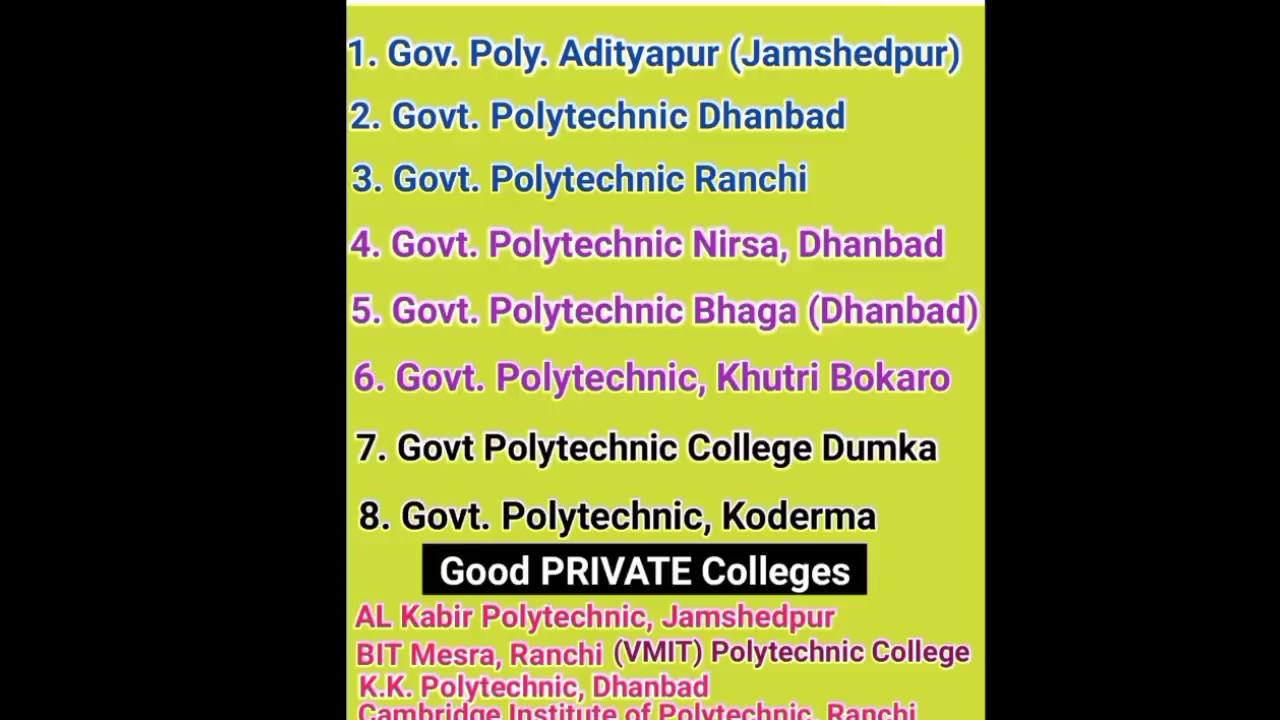 1. Gov. Poly. Adityapur (Jamshedpur)
2. Govt. Polytechnic Dhanbad
3. Govt. Polytechnic Ranchi
4. Govt. Polytechnic Nirsa, Dhanbad
5. Govt. Polytechnic Bhaga (Dhanbad)
6. Govt. Polytechnic, Khutri Bokaro
7. Govt Polytechnic College Dumka
8. Govt. Polytechnic, Koderma
Good PRIVATE Colleges
AL Kabir Polytechnic, Jamshedpur
BIT Mesra, Ranchi (VMIT) Polytechnic College
K.K. Polytechnic, Dhanbad
Cambridge Institute of Polytechnic, Ranchi